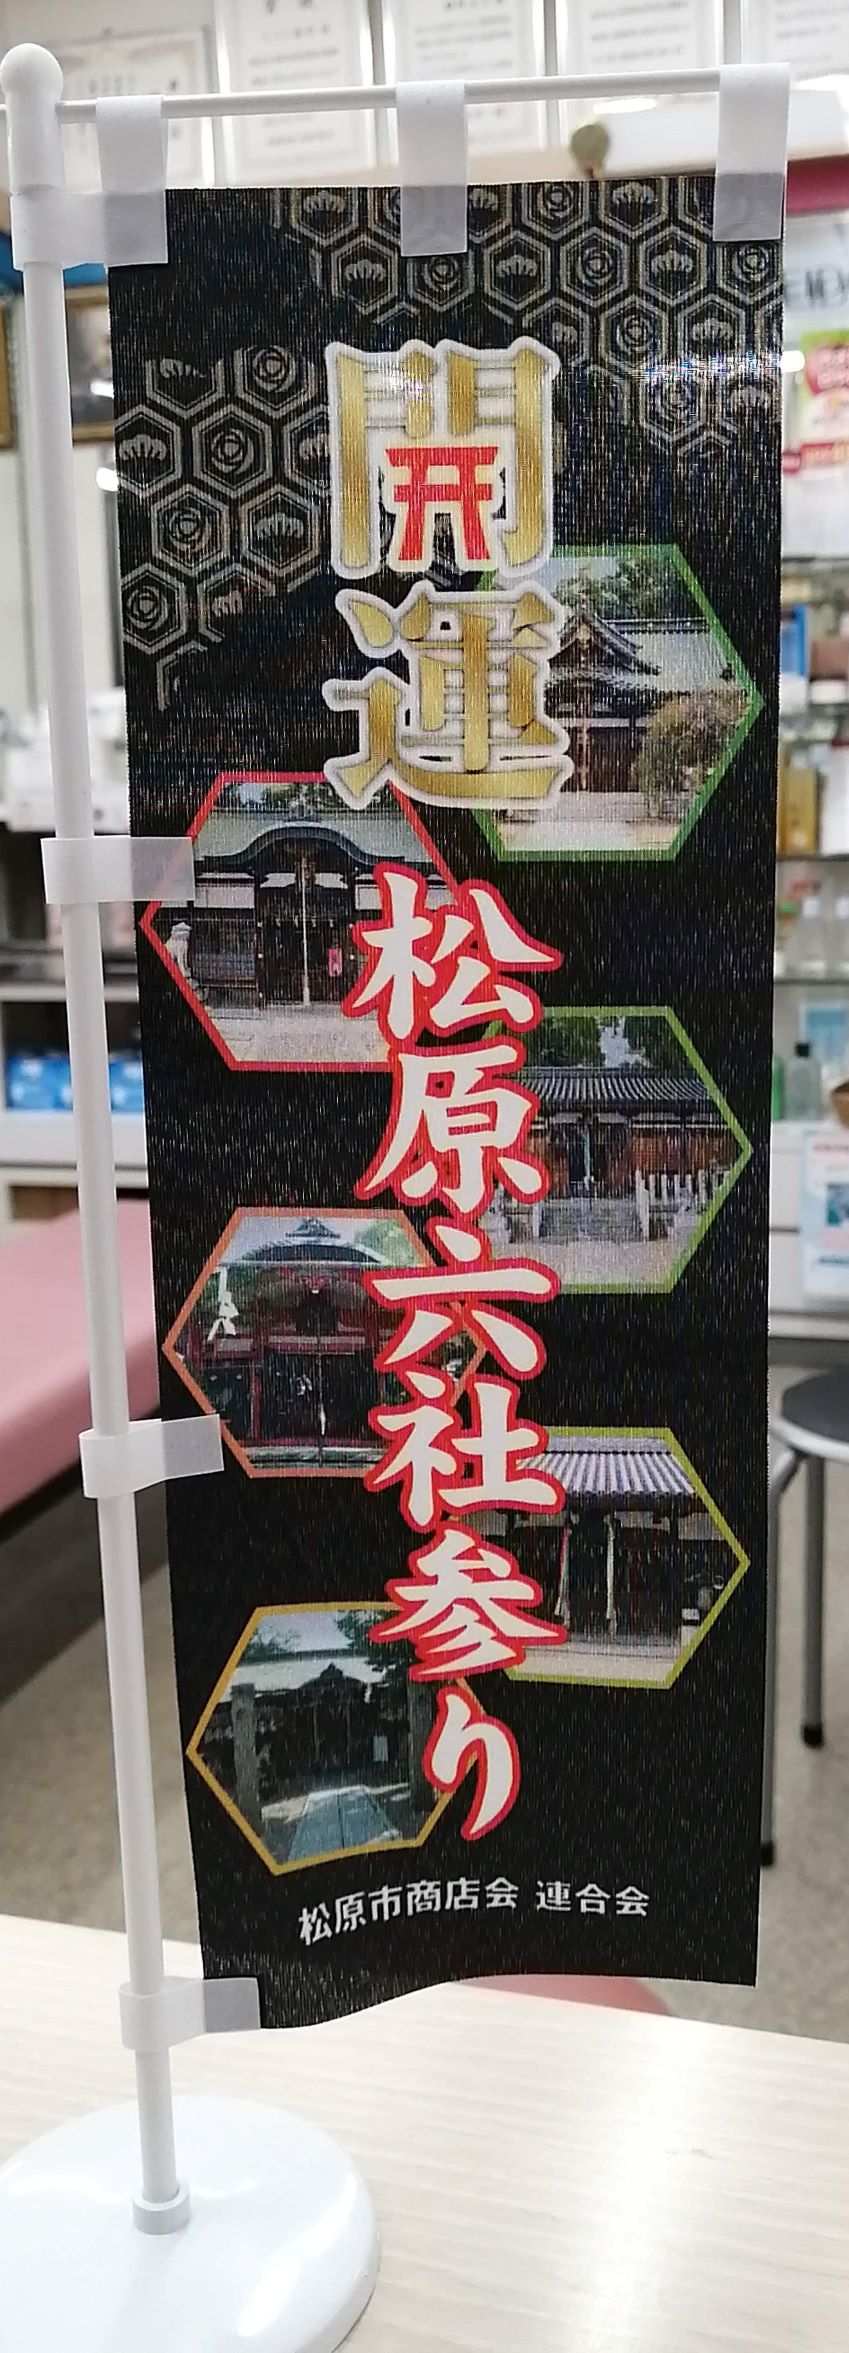 開運
松原六社参り
松原市商店会 連合会